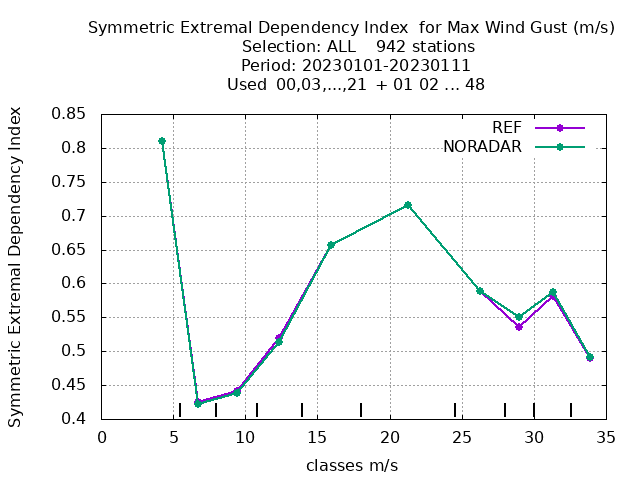 Symmetric Extremal Dependency Index  for Max Wind Gust (m/s)
Selection: ALL    942 stations
Period: 20230101-20230111
Used  00,03,...,21  + 01 02 ... 48
Symmetric Extremal Dependency Index
0.85
0.8
0.75
0.7
0.65
0.6
0.55
0.5
0.45
0.4
REF
NORADAR
0 5 10 15 20 25 30 35
classes m/s